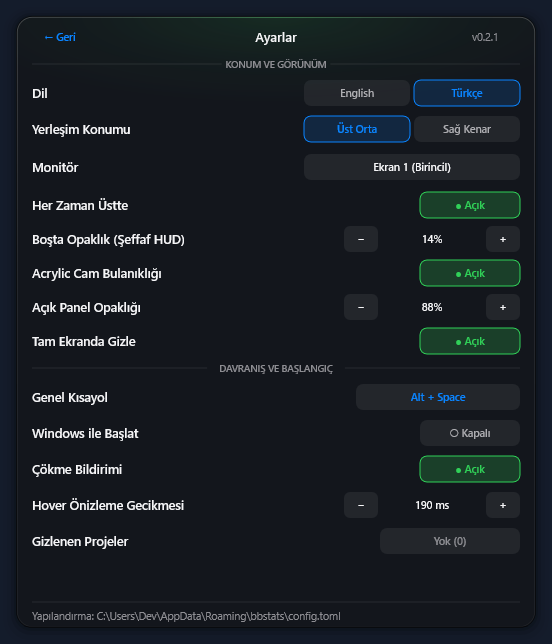 ← Geri Ayarlar v0.2.1
KONUM VE GÖRÜNÜM
Dil English Türkçe
Yerleşim Konumu Üst Orta Sağ Kenar
Monitör Ekran 1 (Birincil)
Her Zaman Üstte ● Açık
Boşta Opaklık (Şeffaf HUD) − 14% +
Acrylic Cam Bulanıklığı ● Açık
Açık Panel Opaklığı − 88% +
Tam Ekranda Gizle ● Açık
DAVRANIŞ VE BAŞLANGIÇ
Genel Kısayol Alt + Space
Windows ile Başlat ○ Kapalı
Çökme Bildirimi ● Açık
Hover Önizleme Gecikmesi − 190 ms +
Gizlenen Projeler Yok (0)
Yapılandırma: C:\Users\Dev\AppData\Roaming\bbstats\config.toml